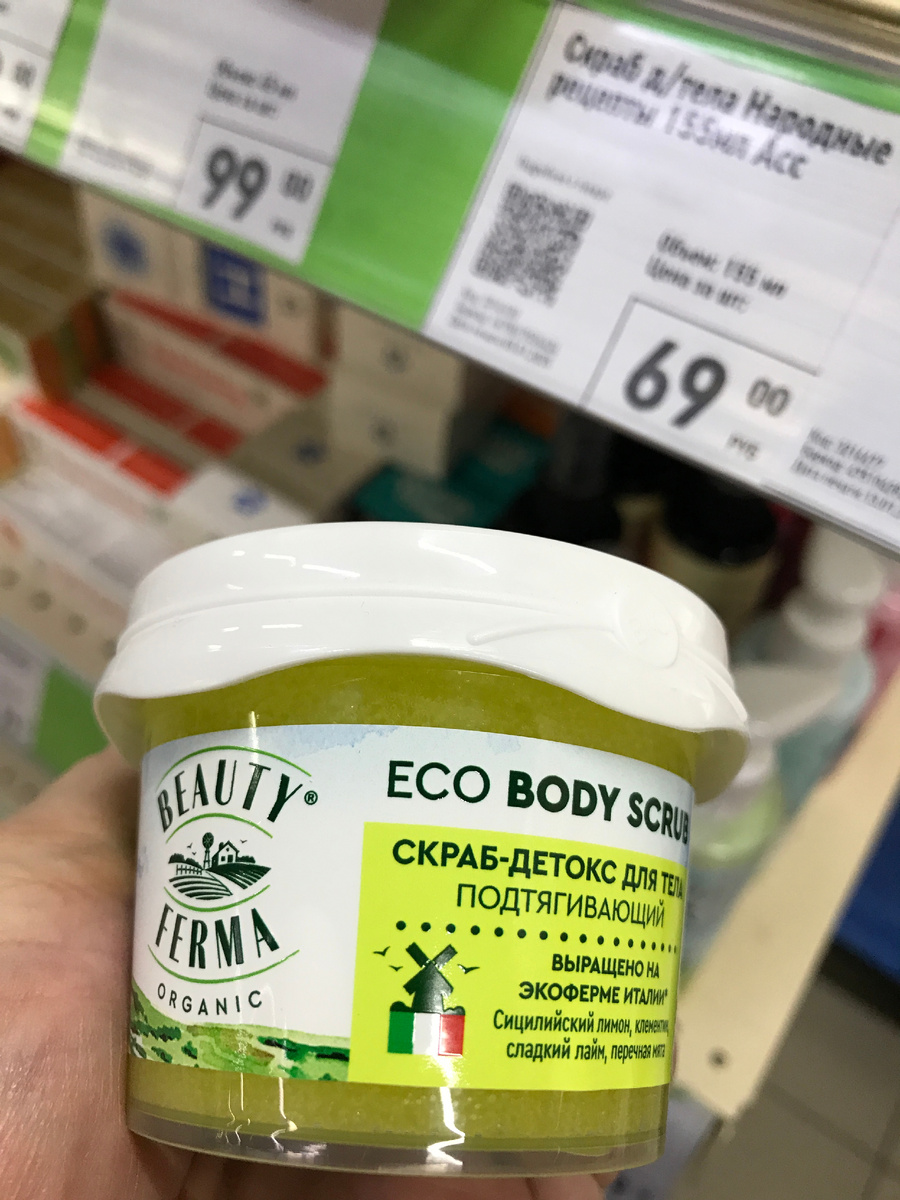 Скраб д/тела Народные
рецепты 155мл Асс
Объем: 155 мл
Цена за шт:
99 00
69 00
РУБ
BEAUTY®
FERMA
ORGANIC
ECO BODY SCRUB
СКРАБ-ДЕТОКС ДЛЯ ТЕЛА
ПОДТЯГИВАЮЩИЙ
ВЫРАЩЕНО НА
ЭКОФЕРМЕ ИТАЛИИ*
Сицилийский лимон, клементин,
сладкий лайм, перечная мята